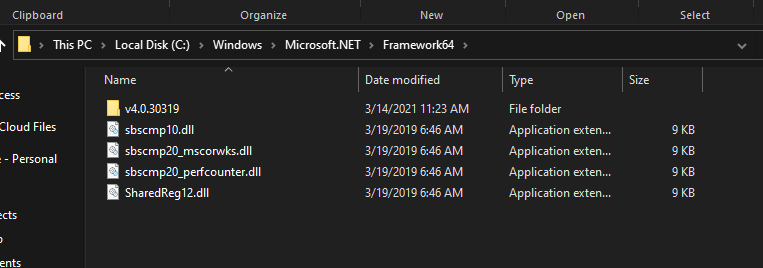 Clipboard Organize New Open Select
This PC > Local Disk (C:) > Windows > Microsoft.NET > Framework64 >
Name Date modified Type Size
cess v4.0.30319 3/14/2021 11:23 AM File folder
Cloud Files sbscmp10.dll 3/19/2019 6:46 AM Application exten... 9 KB
sbscmp20_mscorwks.dll 3/19/2019 6:46 AM Application exten... 9 KB
e - Personal sbscmp20_perfcounter.dll 3/19/2019 6:46 AM Application exten... 9 KB
SharedReg12.dll 3/19/2019 6:46 AM Application exten... 9 KB
ects
ents